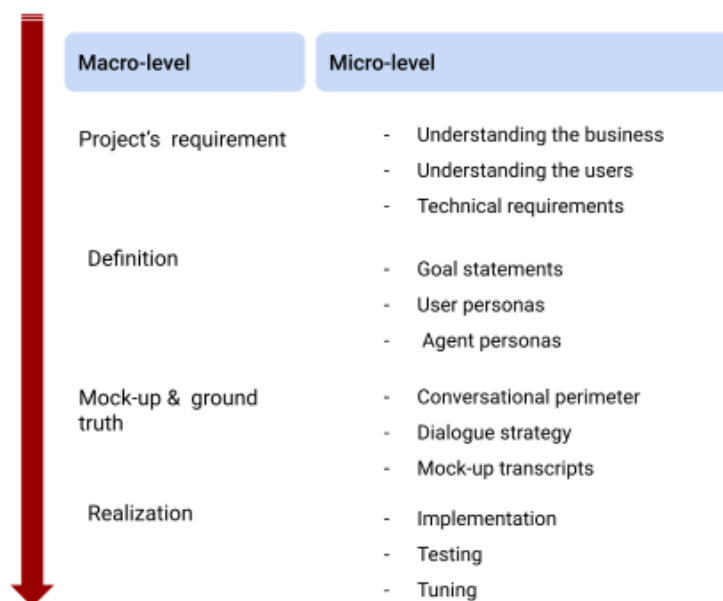 Macro-level
Micro-level
Project's requirement
- Understanding the business
- Understanding the users
- Technical requirements
Definition
- Goal statements
- User personas
- Agent personas
Mock-up & ground
truth
- Conversational perimeter
- Dialogue strategy
- Mock-up transcripts
Realization
- Implementation
- Testing
- Tuning